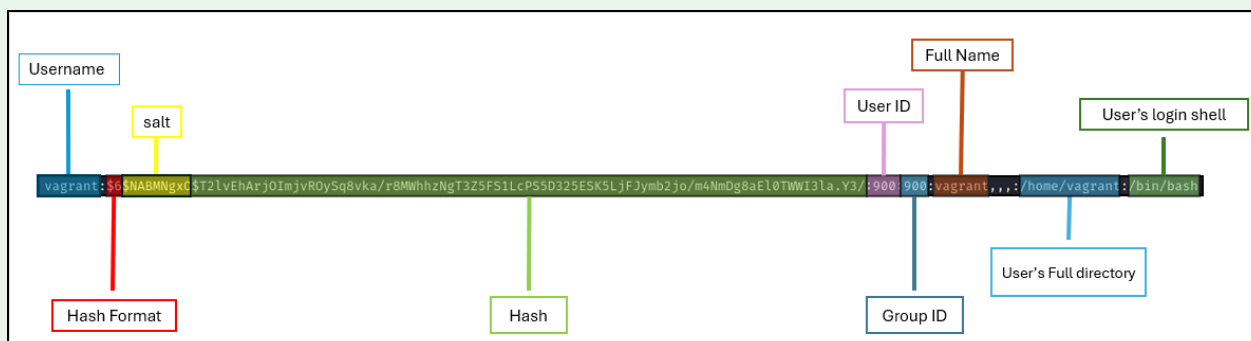 Full Name
Username
User ID
User's login shell
salt
vagrant:$6$NABMNgxC$T2lvEhArjOImjvROySq8vka/r8MWhhzNgT3Z5FS1LcPS5D325ESK5LjFJymb2jo/m4NmDg8aEl0TWWI3la.Y3/:900:900:vagrant,,,:/home/vagrant:/bin/bash
User's Full directory
Hash Format
Hash
Group ID